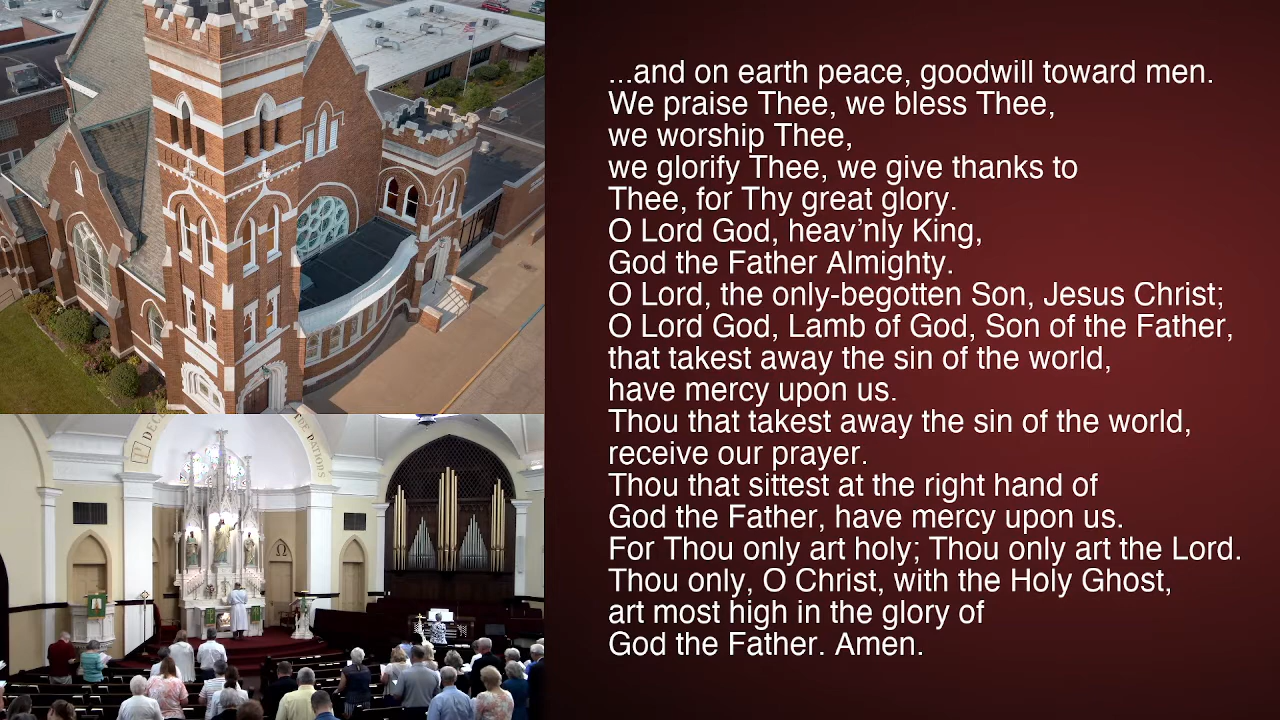 ...and on earth peace, goodwill toward men.
We praise Thee, we bless Thee,
we worship Thee,
we glorify Thee, we give thanks to
Thee, for Thy great glory.
O Lord God, heav’nly King,
God the Father Almighty.
O Lord, the only-begotten Son, Jesus Christ;
O Lord God, Lamb of God, Son of the Father,
that takest away the sin of the world,
have mercy upon us.
Thou that takest away the sin of the world,
receive our prayer.
Thou that sittest at the right hand of
God the Father, have mercy upon us.
For Thou only art holy; Thou only art the Lord.
Thou only, O Christ, with the Holy Ghost,
art most high in the glory of
God the Father. Amen.
Ω